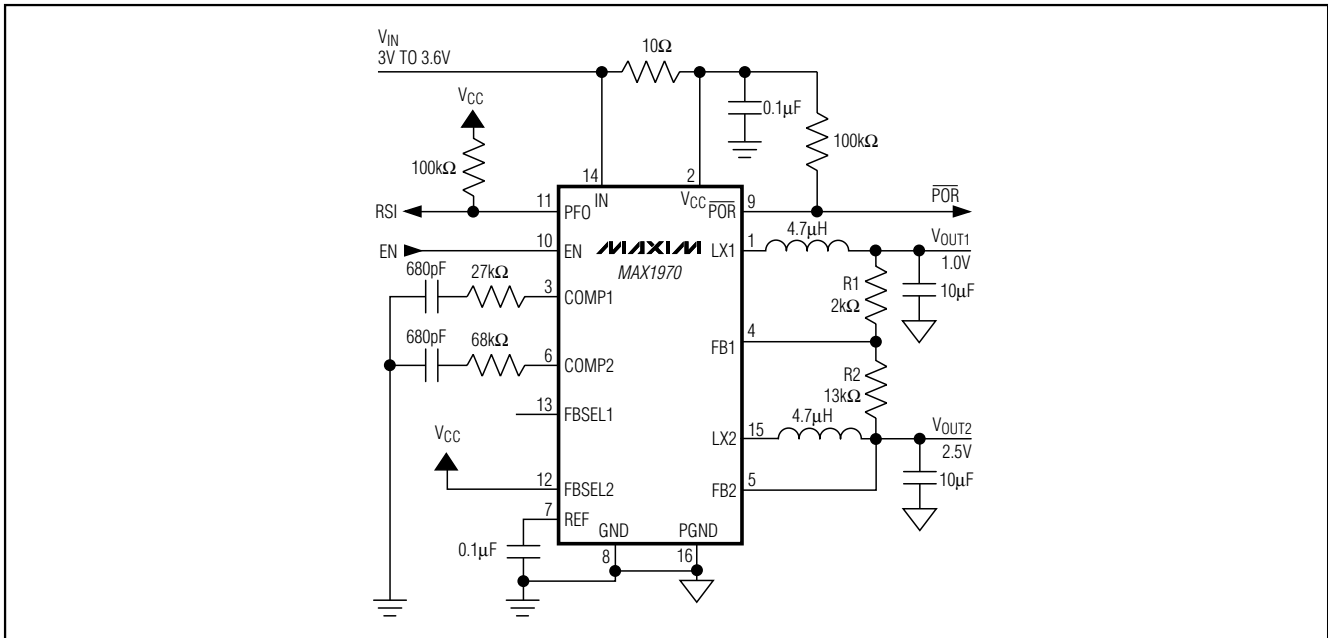 VIN
3V TO 3.6V
10Ω
VCC
0.1µF
100kΩ
100kΩ
14
2
IN
VCC
RSI
11
PFO
POR
9
POR
EN
10
EN
MAXIM
MAX1970
LX1
1
4.7µH
VOUT1
1.0V
680pF
27kΩ
3
COMP1
R1
2kΩ
10µF
680pF
68kΩ
6
COMP2
FB1
4
R2
13kΩ
13
FBSEL1
4.7µH
LX2
15
VOUT2
2.5V
VCC
12
FBSEL2
FB2
5
10µF
7
REF
GND
PGND
0.1µF
8
16